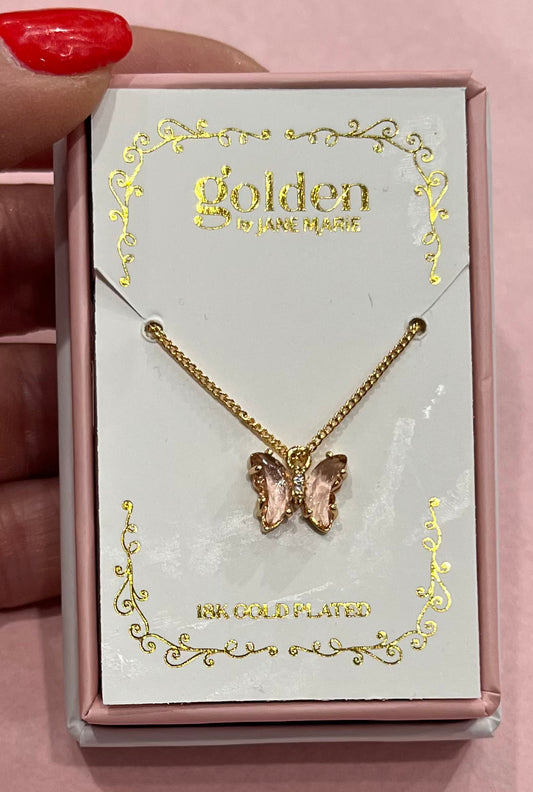 golden
by JANE MARIE
18K GOLD PLATED